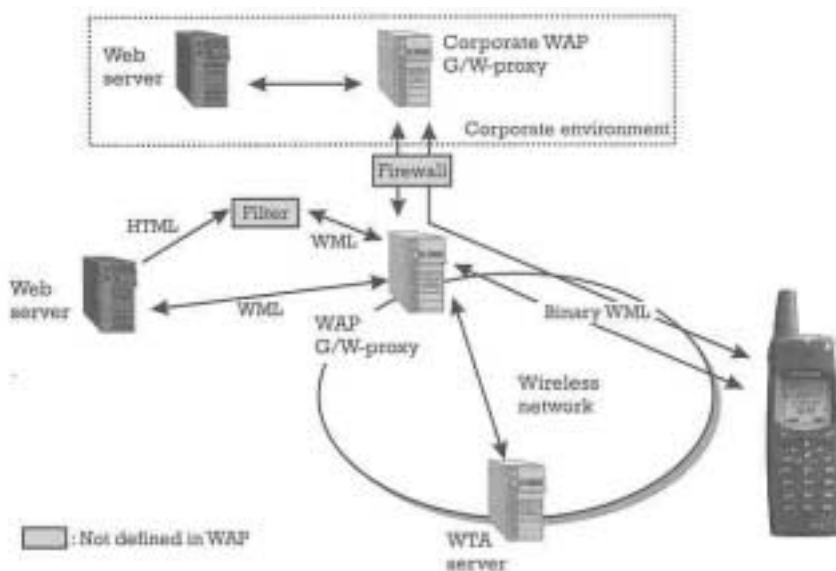 Web
server
Corporate WAP
G/W-proxy
Corporate environment
Firewall
Filter
HTML
WML
Web
server
WML
WAP
G/W-proxy
Binary WML
Wireless
network
WTA
server
: Not defined in WAP